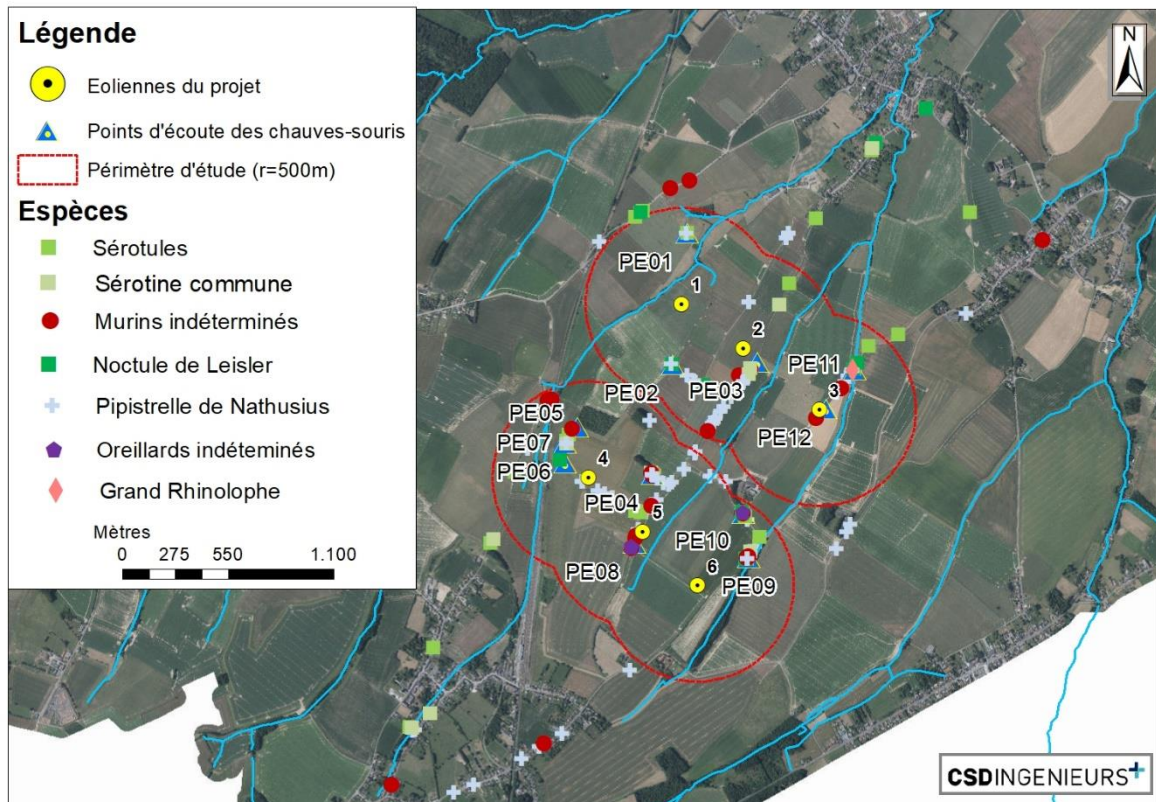 Légende
Eoliennes du projet
Points d'écoute des chauves-souris
Périmètre d'étude (r=500m)
Espèces
Sérotules
Sérotine commune
Murins indéterminés
Noctule de Leisler
Pipistrelle de Nathusius
Oreillards indéteminés
Grand Rhinolophe
Mètres
0 275 550 1.100
N
PE01
1
2
PE11
PE02
PE03
3
PE05
PE12
PE07
4
PE06
PE04
5
PE10
PE08
6
PE09
CSDINGENIEURS+